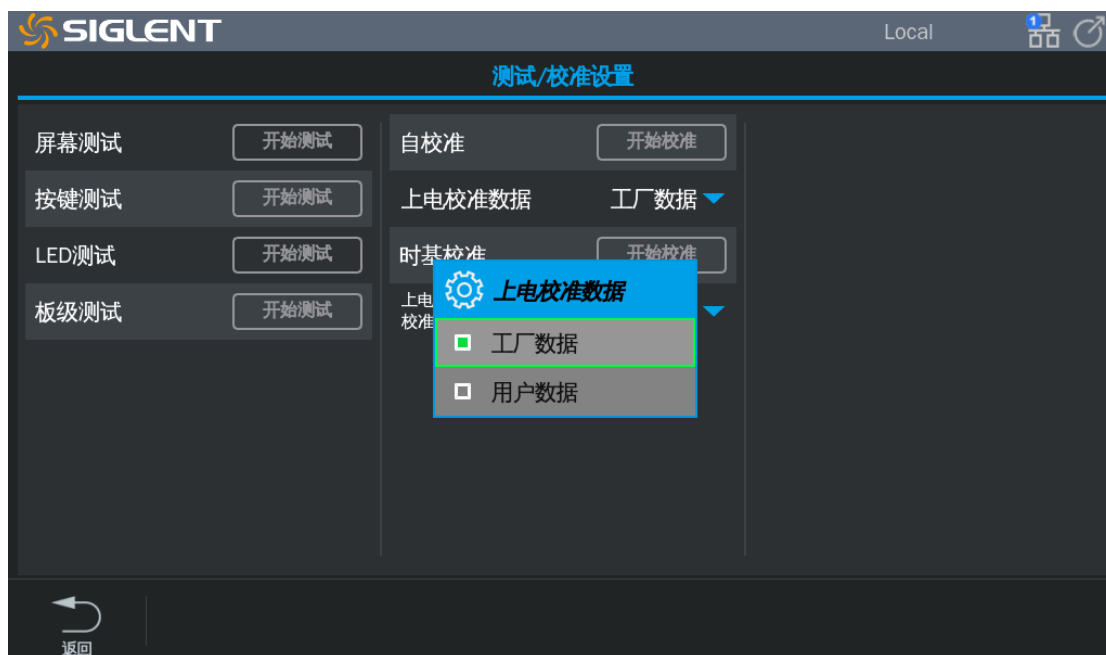 SIGLENT
Local
1
测试/校准设置
屏幕测试 开始测试
自校准 开始校准
按键测试 开始测试
上电校准数据 工厂数据
LED测试 开始测试
时基校准 开始校准
板级测试 开始测试
上电
校准
上电校准数据
工厂数据
用户数据
返回